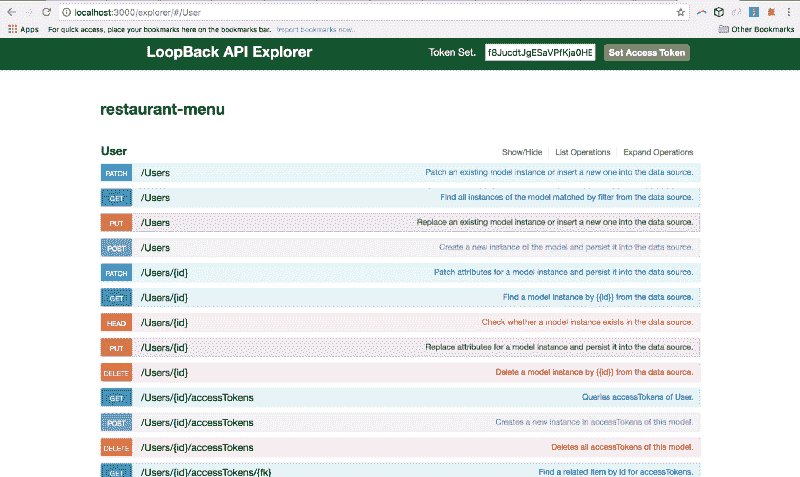 localhost:3000/explorer/#/User
Apps For quick access, place your bookmarks here on the bookmarks bar. Import bookmarks now... Other Bookmarks
LoopBack API Explorer Token Set. f8JucdtJgESaVPfKja0HE Set Access Token
restaurant-menu
User Show/Hide List Operations Expand Operations
PATCH /Users Patch an existing model instance or insert a new one into the data source.
GET /Users Find all instances of the model matched by filter from the data source.
PUT /Users Replace an existing model instance or insert a new one into the data source.
POST /Users Create a new instance of the model and persist it into the data source.
PATCH /Users/{id} Patch attributes for a model instance and persist it into the data source.
GET /Users/{id} Find a model instance by {{id}} from the data source.
HEAD /Users/{id} Check whether a model instance exists in the data source.
PUT /Users/{id} Replace attributes for a model instance and persist it into the data source.
DELETE /Users/{id} Delete a model instance by {{id}} from the data source.
GET /Users/{id}/accessTokens Queries accessTokens of User.
POST /Users/{id}/accessTokens Creates a new instance in accessTokens of this model.
DELETE /Users/{id}/accessTokens Deletes all accessTokens of this model.
GET /Users/{id}/accessTokens/{fk} Find a related item by id for accessTokens.